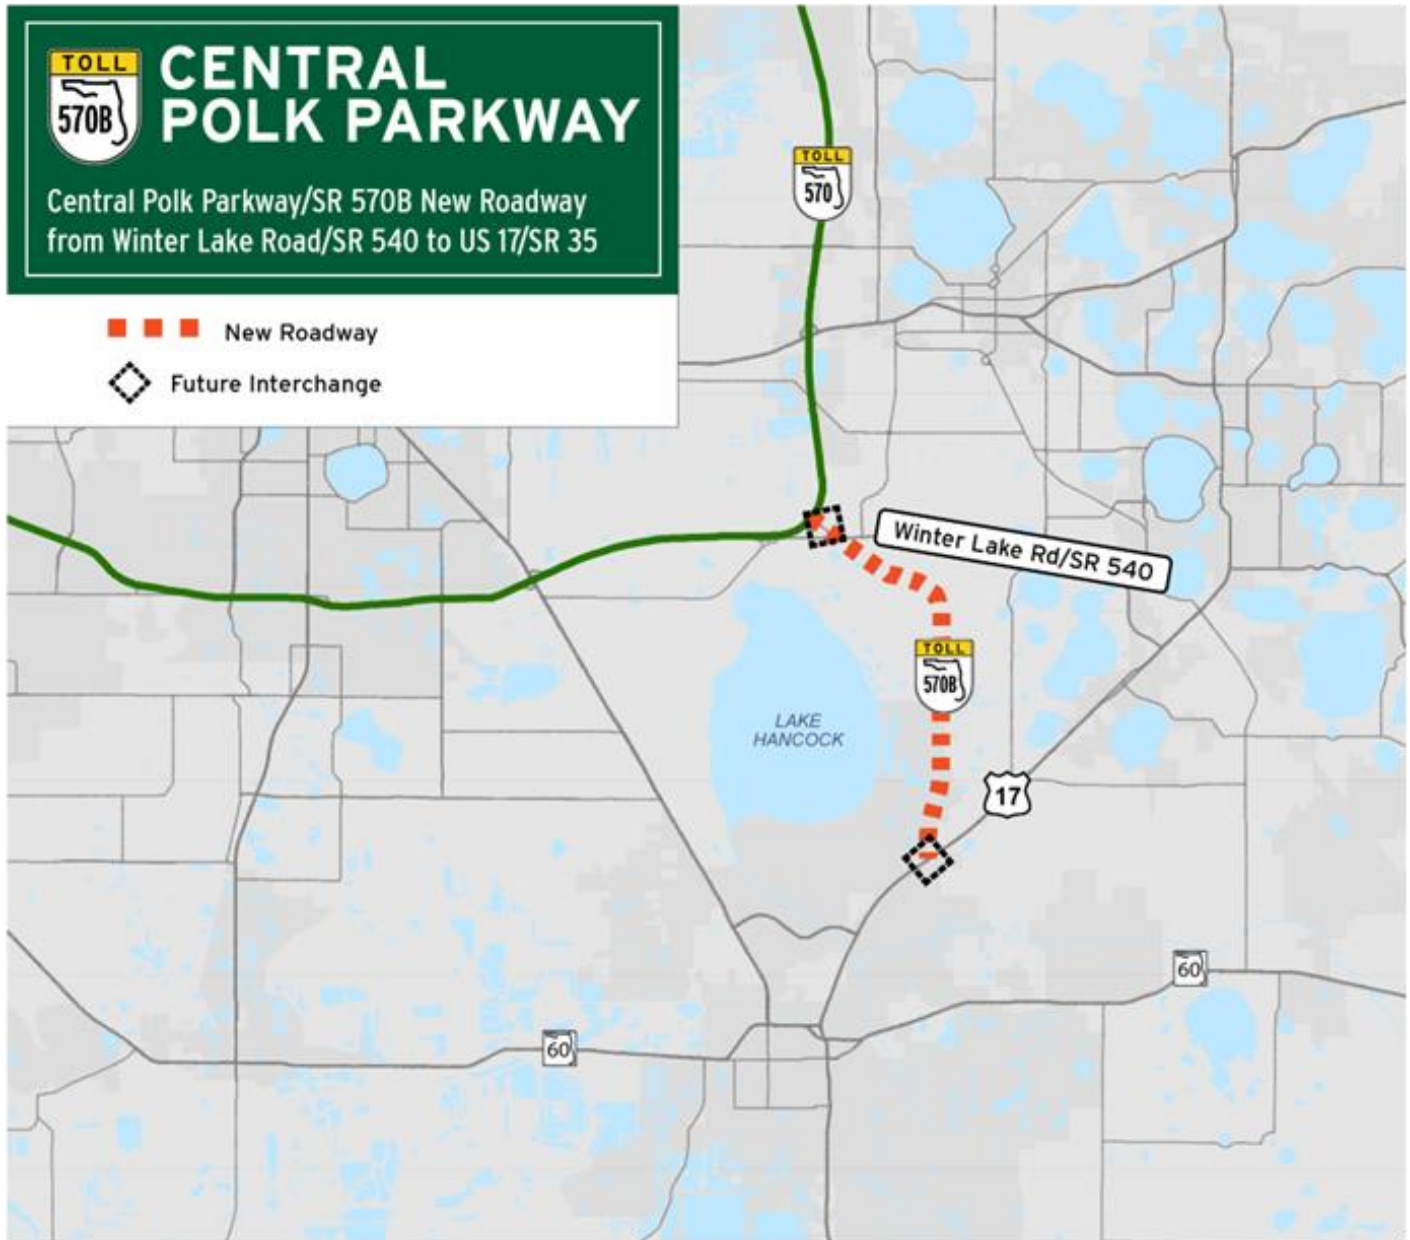 TOLL
570B
CENTRAL
POLK PARKWAY
Central Polk Parkway/SR 570B New Roadway
from Winter Lake Road/SR 540 to US 17/SR 35
New Roadway
Future Interchange
TOLL
570
Winter Lake Rd/SR 540
TOLL
570B
LAKE
HANCOCK
17
60
60